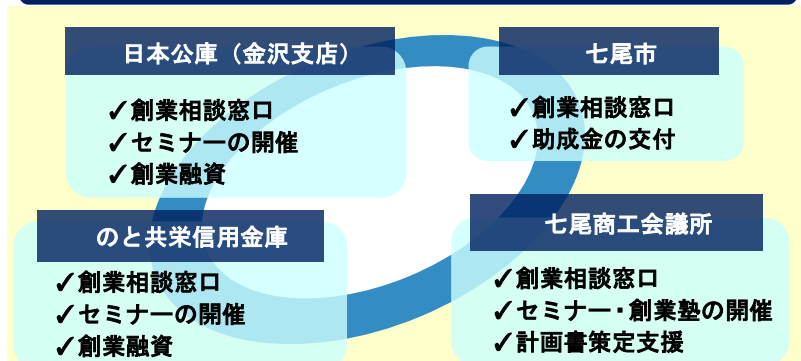 日本公庫（金沢支店）
✓創業相談窓口
✓セミナーの開催
✓創業融資
七尾市
✓創業相談窓口
✓助成金の交付
のと共栄信用金庫
✓創業相談窓口
✓セミナーの開催
✓創業融資
七尾商工会議所
✓創業相談窓口
✓セミナー・創業塾の開催
✓計画書策定支援